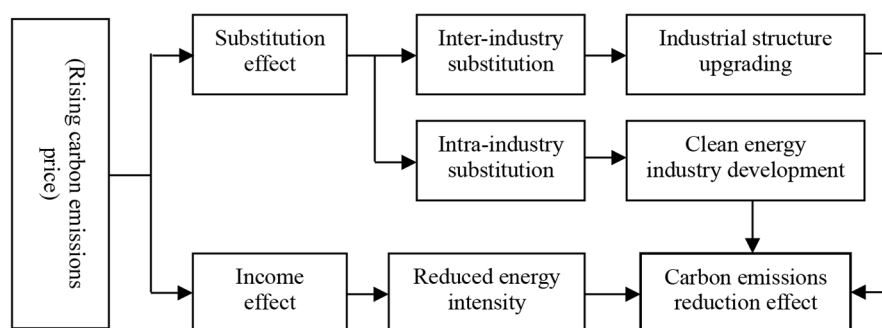 (Rising carbon emissions
price)
Substitution
effect
Inter-industry
substitution
Industrial structure
upgrading
Intra-industry
substitution
Clean energy
industry development
Income
effect
Reduced energy
intensity
Carbon emissions
reduction effect